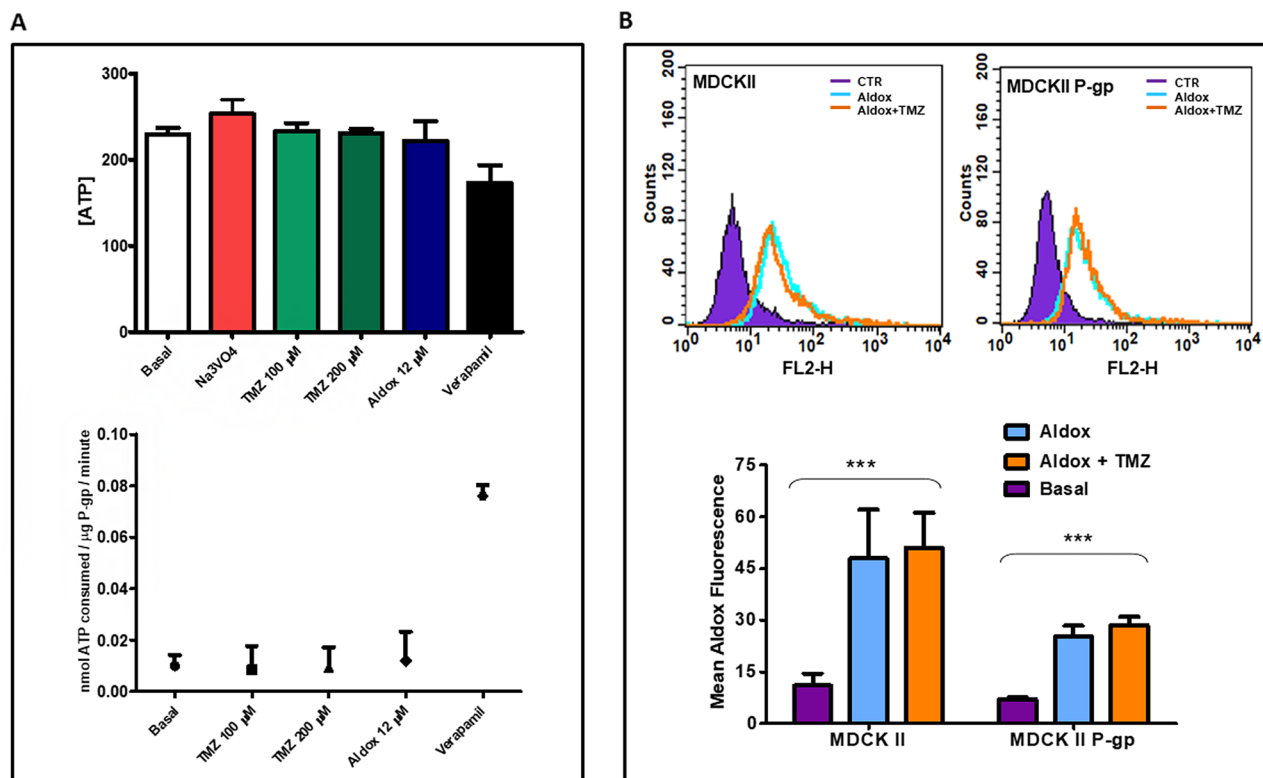 A
300
200
100
0
[ATP]
Basal
Na3VO4
TMZ 100 µM
TMZ 200 µM
Aldox 12 µM
Verapamil
0.10
0.08
0.06
0.04
0.02
0.00
nmol ATP consumed / µg P-gp / minute
Basal
TMZ 100 µM
TMZ 200 µM
Aldox 12 µM
Verapamil
B
MDCKII
CTR
Aldox
Aldox+TMZ
200
160
120
80
40
0
Counts
10⁰ 10¹ 10² 10³ 10⁴
FL2-H
MDCKII P-gp
CTR
Aldox
Aldox+TMZ
200
160
120
80
40
0
Counts
10⁰ 10¹ 10² 10³ 10⁴
FL2-H
Aldox
Aldox + TMZ
Basal
75
60
45
30
15
0
Mean Aldox Fluorescence
***
***
MDCK II
MDCK II P-gp